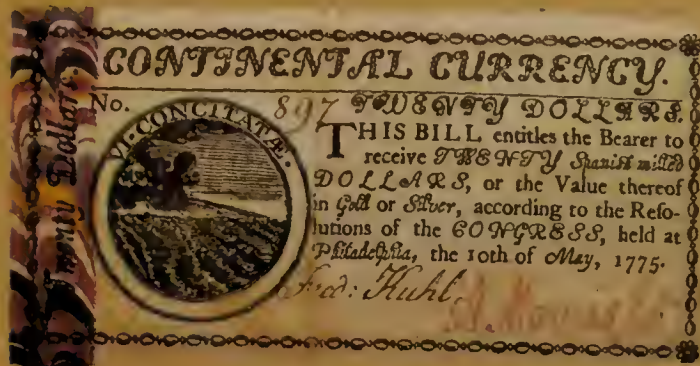 CONTINENTAL CURRENCY.
Twenty Dollars.
No. 897 TWENTY DOLLARS.
VI·CONCITATÆ·
THIS BILL entitles the Bearer to
receive TWENTY Spanish milled
DOLLARS, or the Value thereof
in Gold or Silver, according to the Reſo-
lutions of the CONGRESS, held at
Philadelphia, the 10th of May, 1775.
Fred: Kuhl.